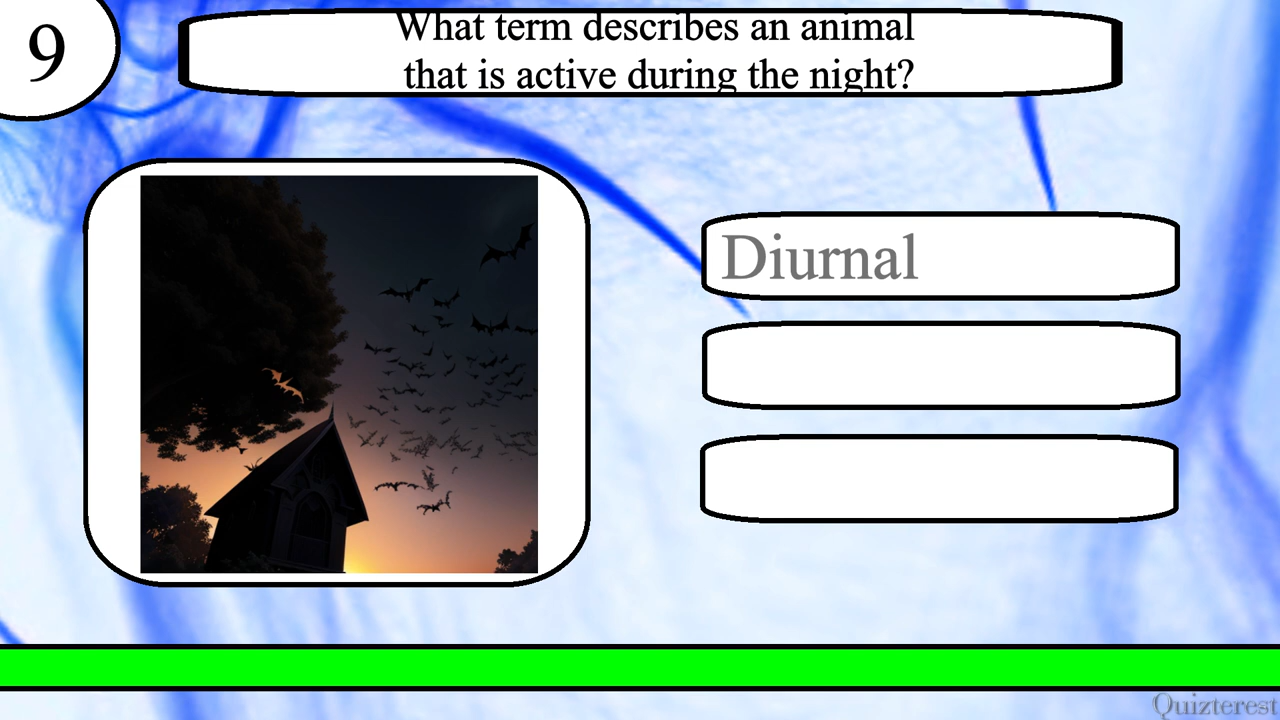 9
What term describes an animal
that is active during the night?
Diurnal
Quizterest